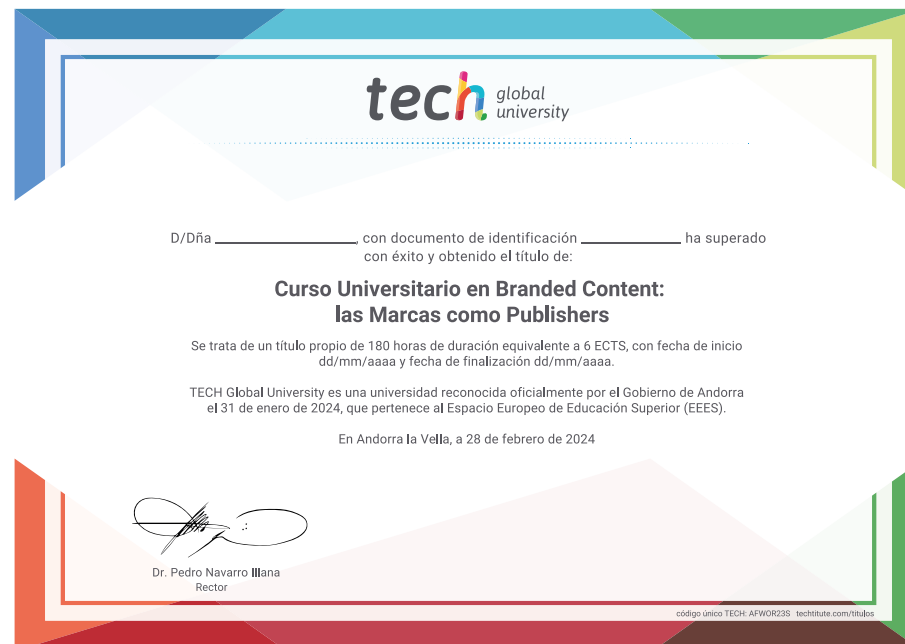 tech global university
D/Dña ____________________, con documento de identificación ______________ ha superado
con éxito y obtenido el título de:
Curso Universitario en Branded Content:
las Marcas como Publishers
Se trata de un título propio de 180 horas de duración equivalente a 6 ECTS, con fecha de inicio
dd/mm/aaaa y fecha de finalización dd/mm/aaaa.
TECH Global University es una universidad reconocida oficialmente por el Gobierno de Andorra
el 31 de enero de 2024, que pertenece al Espacio Europeo de Educación Superior (EEES).
En Andorra la Vella, a 28 de febrero de 2024
Dr. Pedro Navarro Illana
Rector
código único TECH: AFWOR23S techtitute.com/titulos